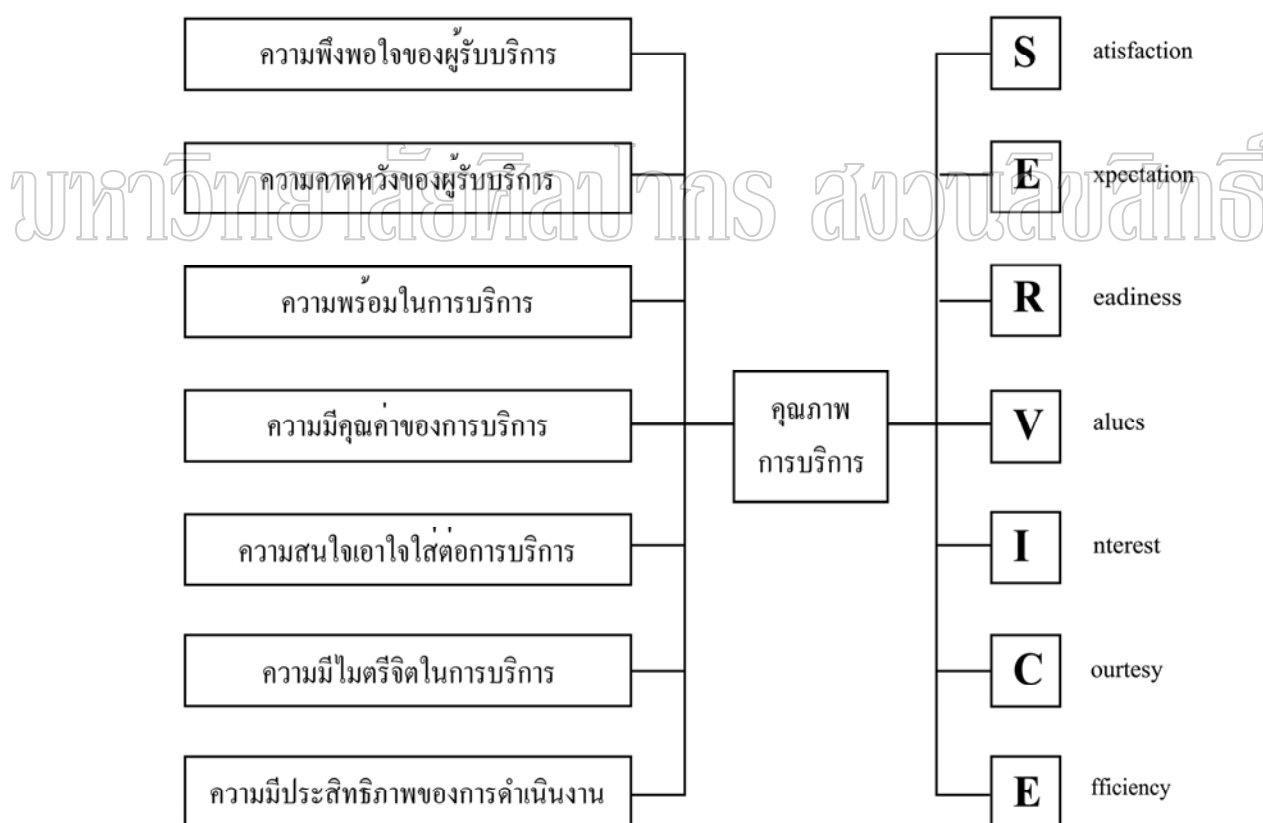 ความพึงพอใจของผู้รับบริการ
S atisfaction
มหาวิทยาลัยศิลปากร สงวนลิขสิทธิ์
ความคาดหวังของผู้รับบริการ
E xpectation
ความพร้อมในการบริการ
R eadiness
ความมีคุณค่าของการบริการ
คุณภาพ
การบริการ
V alucs
ความสนใจเอาใจใส่ต่อการบริการ
I nterest
ความมีไมตรีจิตในการบริการ
C ourtesy
ความมีประสิทธิภาพของการดำเนินงาน
E fficiency